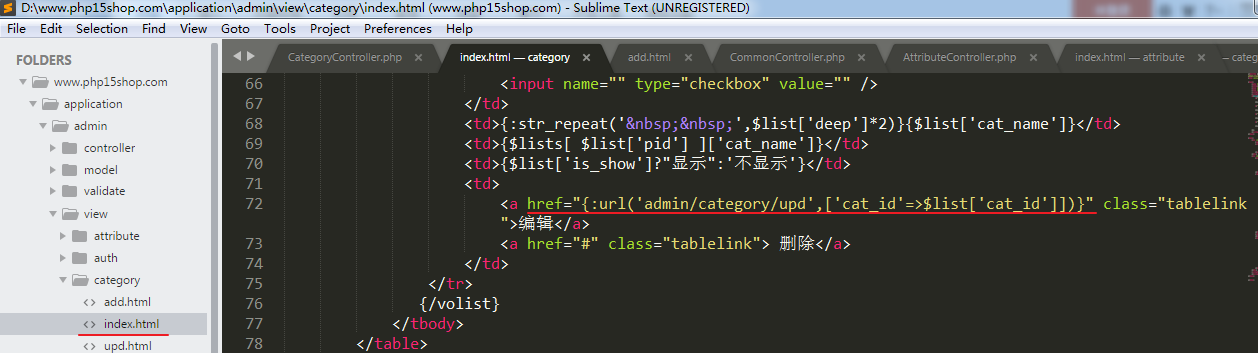 D:\www.php15shop.com\application\admin\view\category\index.html (www.php15shop.com) - Sublime Text (UNREGISTERED)
File Edit Selection Find View Goto Tools Project Preferences Help
FOLDERS
www.php15shop.com
application
admin
controller
model
validate
view
attribute
auth
category
add.html
index.html
upd.html
CategoryController.php × index.html — category × add.html × CommonController.php × AttributeController.php × index.html — attribute × — categ
66 <input name="" type="checkbox" value="" />
67 </td>
68 <td>{:str_repeat('&nbsp;&nbsp;',$list['deep']*2)}{$list['cat_name']}</td>
69 <td>{$lists[ $list['pid'] ]['cat_name']}</td>
70 <td>{$list['is_show']?"显示":'不显示'}</td>
71 <td>
72 <a href="{:url('admin/category/upd',['cat_id'=>$list['cat_id']])}" class="tablelink
">编辑</a>
73 <a href="#" class="tablelink"> 删除</a>
74 </td>
75 </tr>
76 {/volist}
77 </tbody>
78 </table>